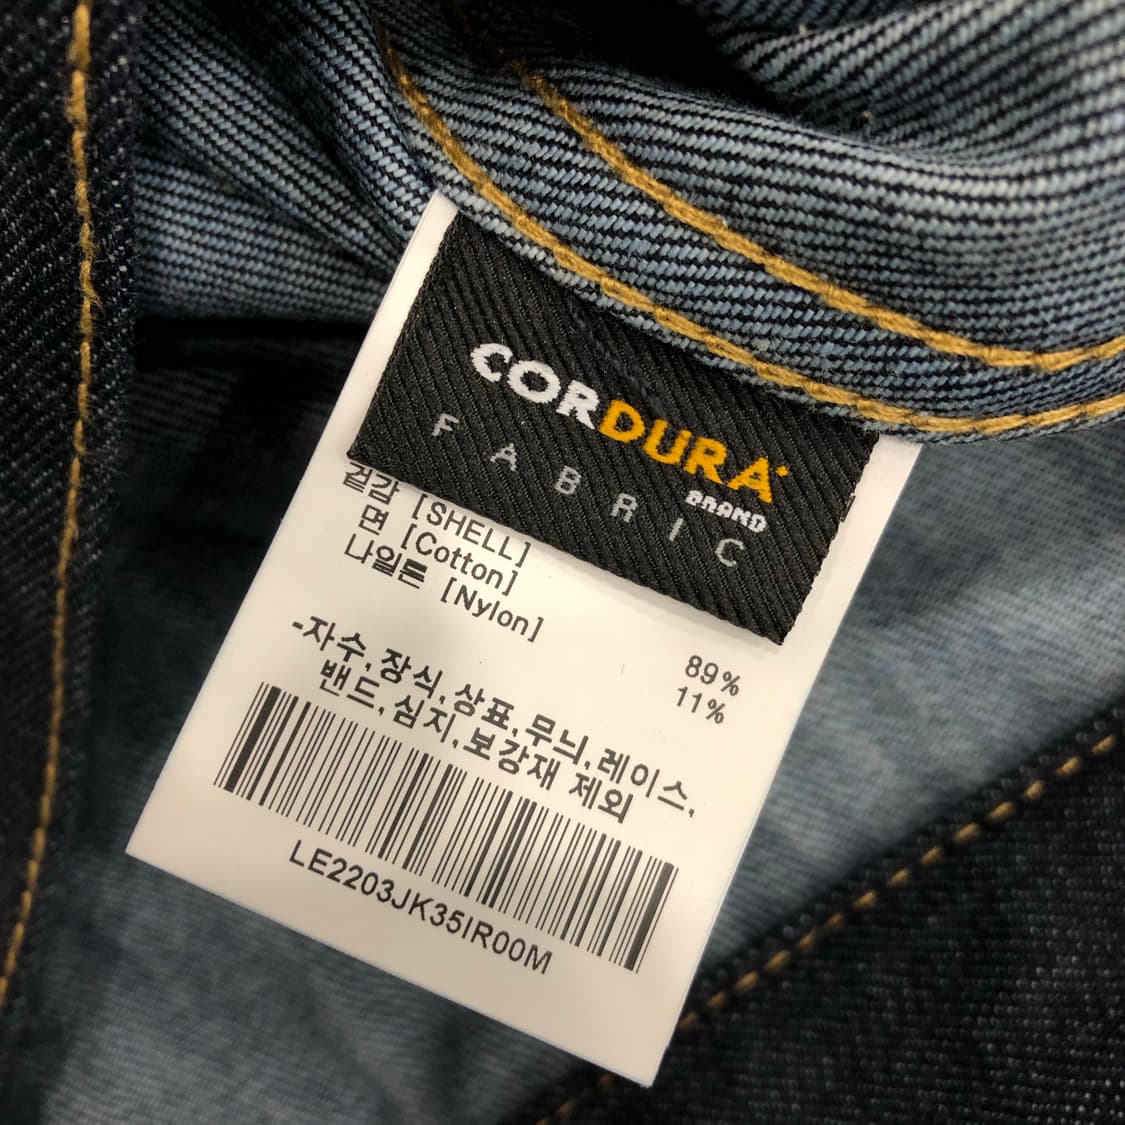 CORDURA
BRAND
FABRIC
겉감 [SHELL]
면 [Cotton] 89%
나일론 [Nylon] 11%
-자수,장식,상표,무늬,레이스,
밴드,심지,보강재 제외
LE2203JK35IR00M